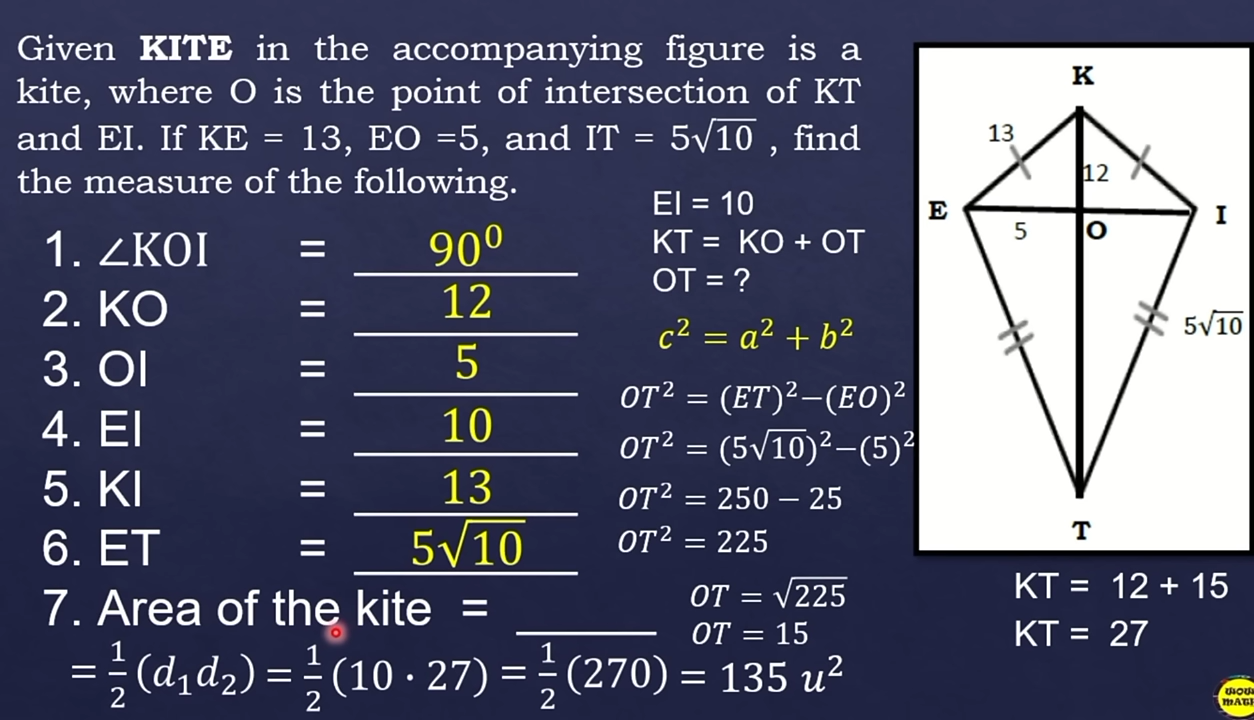 Given KITE in the accompanying figure is a
kite, where O is the point of intersection of KT
and EI. If KE = 13, EO =5, and IT = 5√10 , find
the measure of the following.
1. ∠KOI = 90⁰
2. KO = 12
3. OI = 5
4. EI = 10
5. KI = 13
6. ET = 5√10
7. Area of the kite = ______
= 1/2 (d₁d₂) = 1/2 (10 · 27) = 1/2 (270) = 135 u²
EI = 10
KT = KO + OT
OT = ?
c² = a² + b²
OT² = (ET)²−(EO)²
OT² = (5√10)²−(5)²
OT² = 250 − 25
OT² = 225
OT = √225
OT = 15
K
13
12
E
I
5
O
5√10
T
KT = 12 + 15
KT = 27
WOW
MATH